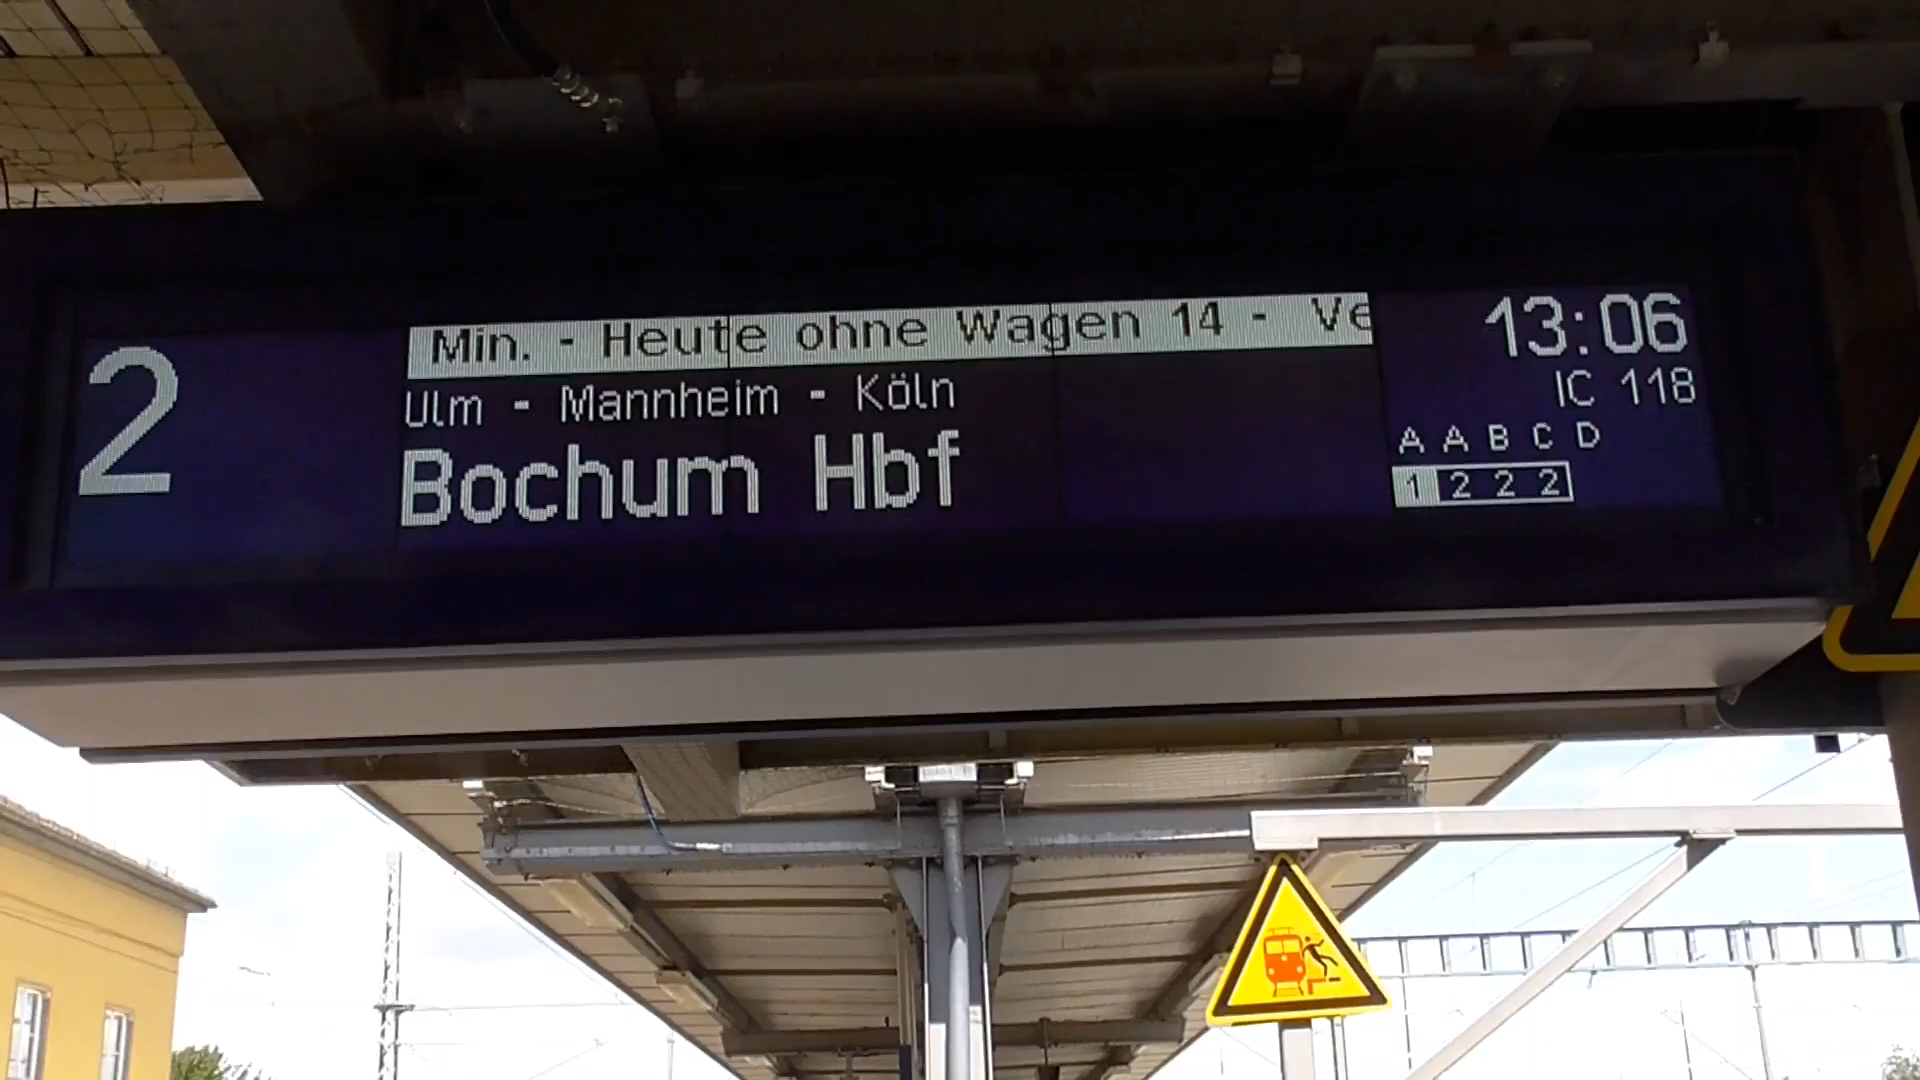 2
Min. - Heute ohne Wagen 14 - Ve
13:06
Ulm - Mannheim - Köln
IC 118
Bochum Hbf
A A B C D
1 2 2 2